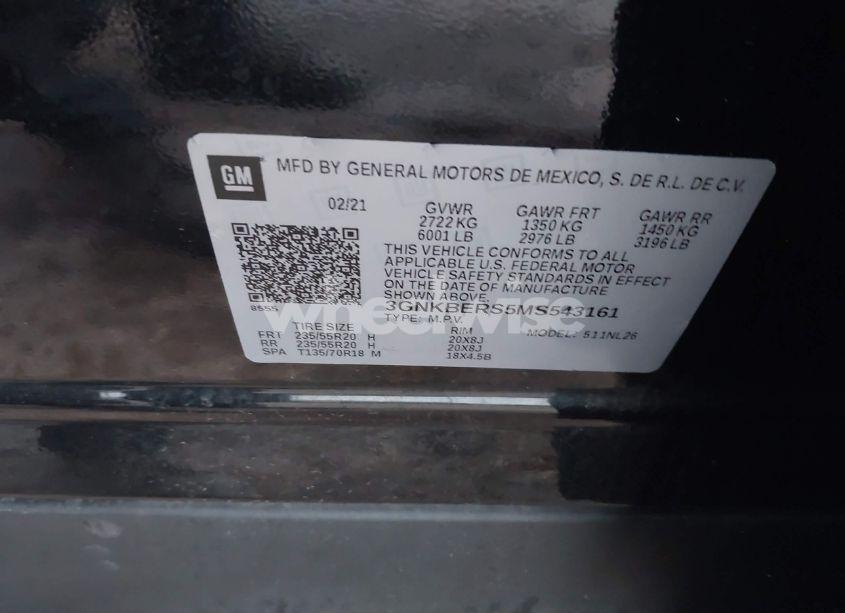 GM
MFD BY GENERAL MOTORS DE MEXICO, S. DE R.L. DE C.V.
02/21 GVWR GAWR FRT GAWR RR
2722 KG 1350 KG 1450 KG
6001 LB 2976 LB 3196 LB
THIS VEHICLE CONFORMS TO ALL
APPLICABLE U.S. FEDERAL MOTOR
VEHICLE SAFETY STANDARDS IN EFFECT
ON THE DATE OF MANUFACTURE
SHOWN ABOVE.
8555
3GNKBERS5MS543161
TYPE: M.P.V. MODEL: 511NL26
TIRE SIZE RIM
FRT 235/55R20 H 20X8J
RR 235/55R20 H 20X8J
SPA T135/70R18 M 18X4.5B
wheelwise